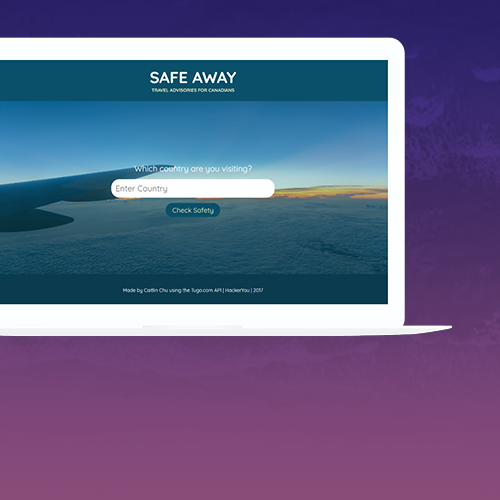 SAFE AWAY
TRAVEL ADVISORIES FOR CANADIANS
Which country are you visiting?
Enter Country
Check Safety
Made by Caitlin Chu using the Tugo.com API | HackerYou | 2017